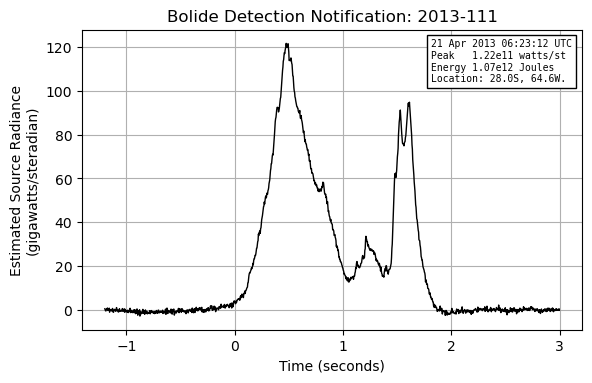 Bolide Detection Notification: 2013-111
21 Apr 2013 06:23:12 UTC
Peak   1.22e11 watts/st
Energy 1.07e12 Joules
Location: 28.0S, 64.6W.
Estimated Source Radiance
(gigawatts/steradian)
120
100
80
60
40
20
0
−1
0
1
2
3
Time (seconds)